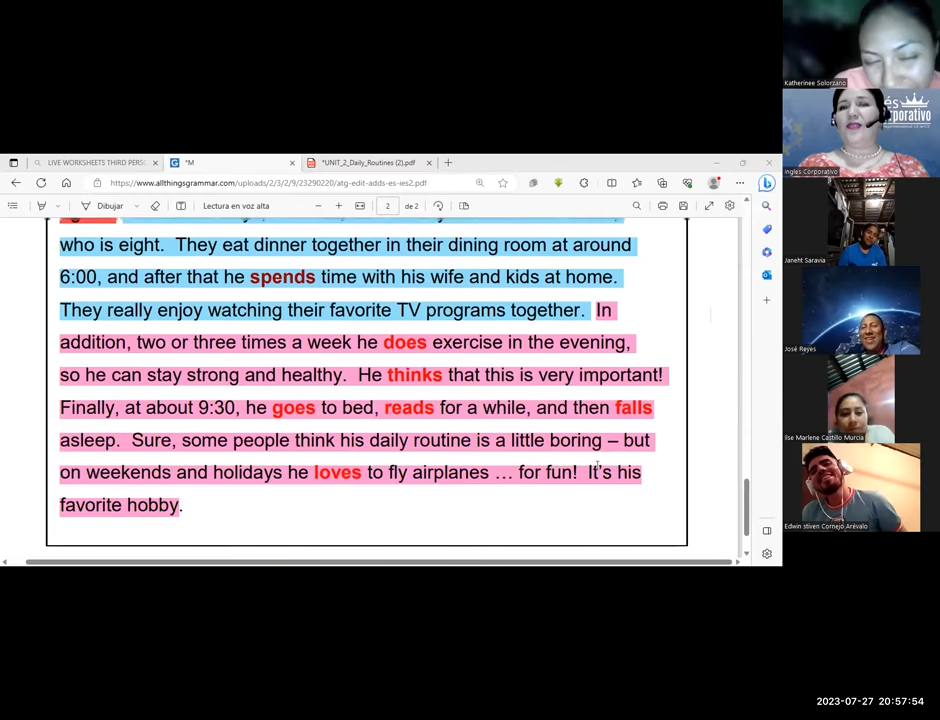 Katherinee Solorzano
és
corporativo
Ingles Corporativo
Janeht Saravia
José Reyes
Ilse Marlene Castillo Murcia
Edwin stiven Cornejo Arévalo
LIVE WORKSHEETS THIRD PERS
*M
*UNIT_2_Daily_Routines (2).pdf
https://www.allthingsgrammar.com/uploads/2/3/2/9/23290220/atg-edit-adds-es-ies2.pdf
Dibujar
Lectura en voz alta
2 de 2
who is eight. They eat dinner together in their dining room at around
6:00, and after that he spends time with his wife and kids at home.
They really enjoy watching their favorite TV programs together. In
addition, two or three times a week he does exercise in the evening,
so he can stay strong and healthy. He thinks that this is very important!
Finally, at about 9:30, he goes to bed, reads for a while, and then falls
asleep. Sure, some people think his daily routine is a little boring – but
on weekends and holidays he loves to fly airplanes … for fun! It's his
favorite hobby.
2023-07-27 20:57:54